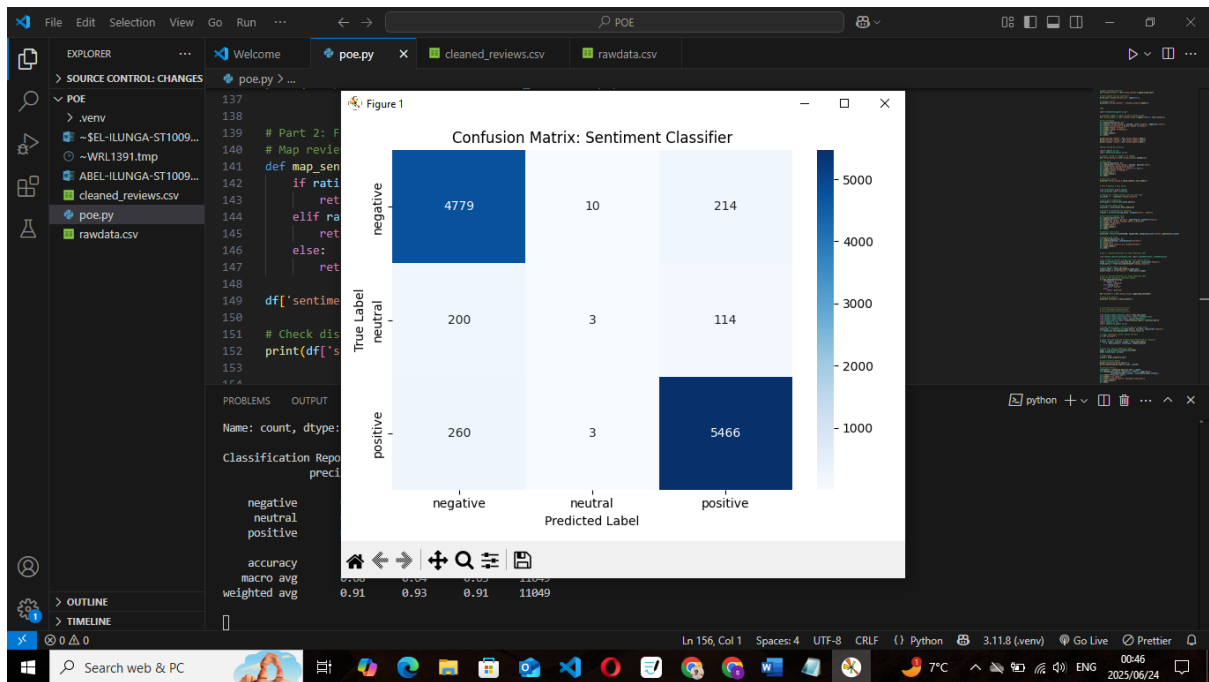 File Edit Selection View Go Run ··· POE
EXPLORER ···
Welcome poe.py cleaned_reviews.csv rawdata.csv
SOURCE CONTROL: CHANGES
poe.py > ...
POE
.venv
~$EL-ILUNGA-ST1009...
~WRL1391.tmp
ABEL-ILUNGA-ST1009...
cleaned_reviews.csv
poe.py
rawdata.csv
OUTLINE
TIMELINE
137
138
139 # Part 2: F
140 # Map revie
141 def map_sen
142 if rati
143 ret
144 elif ra
145 ret
146 else:
147 ret
148
149 df['sentime
150
151 # Check dis
152 print(df['s
153
Figure 1
Confusion Matrix: Sentiment Classifier
True Label
negative
neutral
positive
4779 10 214
200 3 114
260 3 5466
negative neutral positive
Predicted Label
5000
4000
3000
2000
1000
PROBLEMS OUTPUT python
Name: count, dtype:
Classification Repo
preci
negative
neutral
positive
accuracy
macro avg
weighted avg 0.91 0.93 0.91 11049
0 0 Ln 156, Col 1 Spaces: 4 UTF-8 CRLF {} Python 3.11.8 (.venv) Go Live Prettier
1
Search web & PC 7°C ENG 00:46
2025/06/24